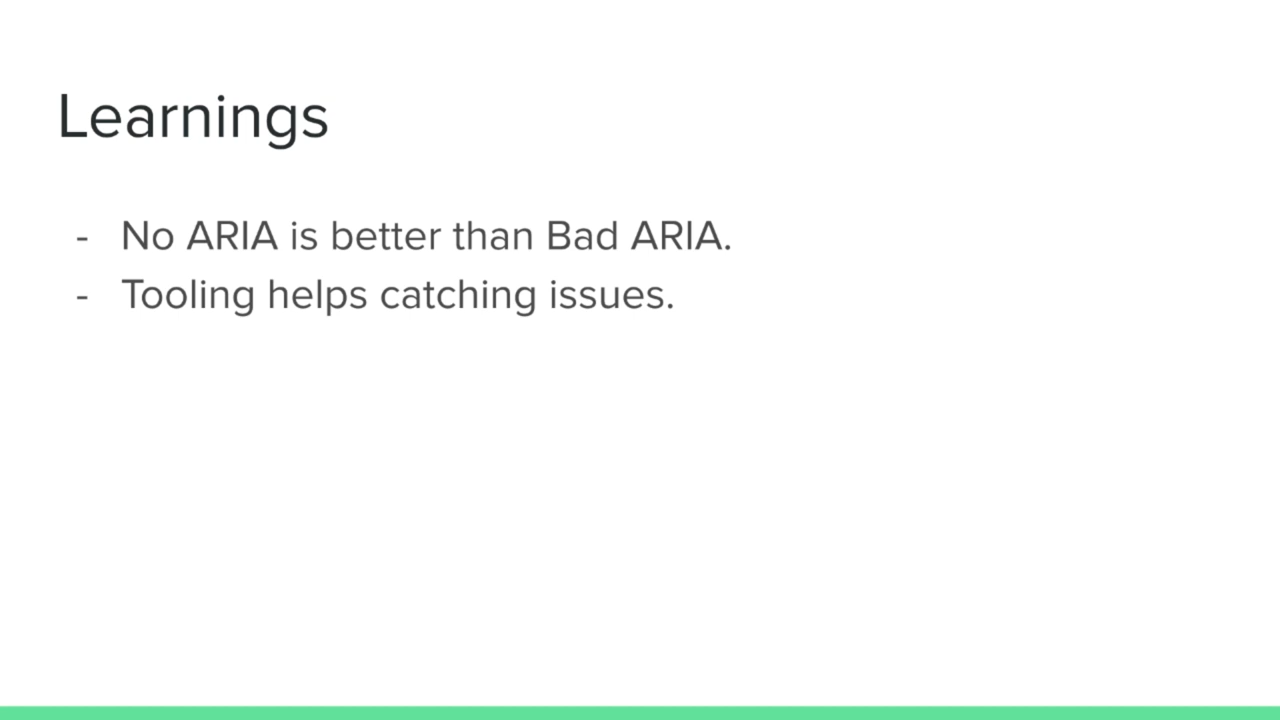 Learnings
- No ARIA is better than Bad ARIA.
- Tooling helps catching issues.